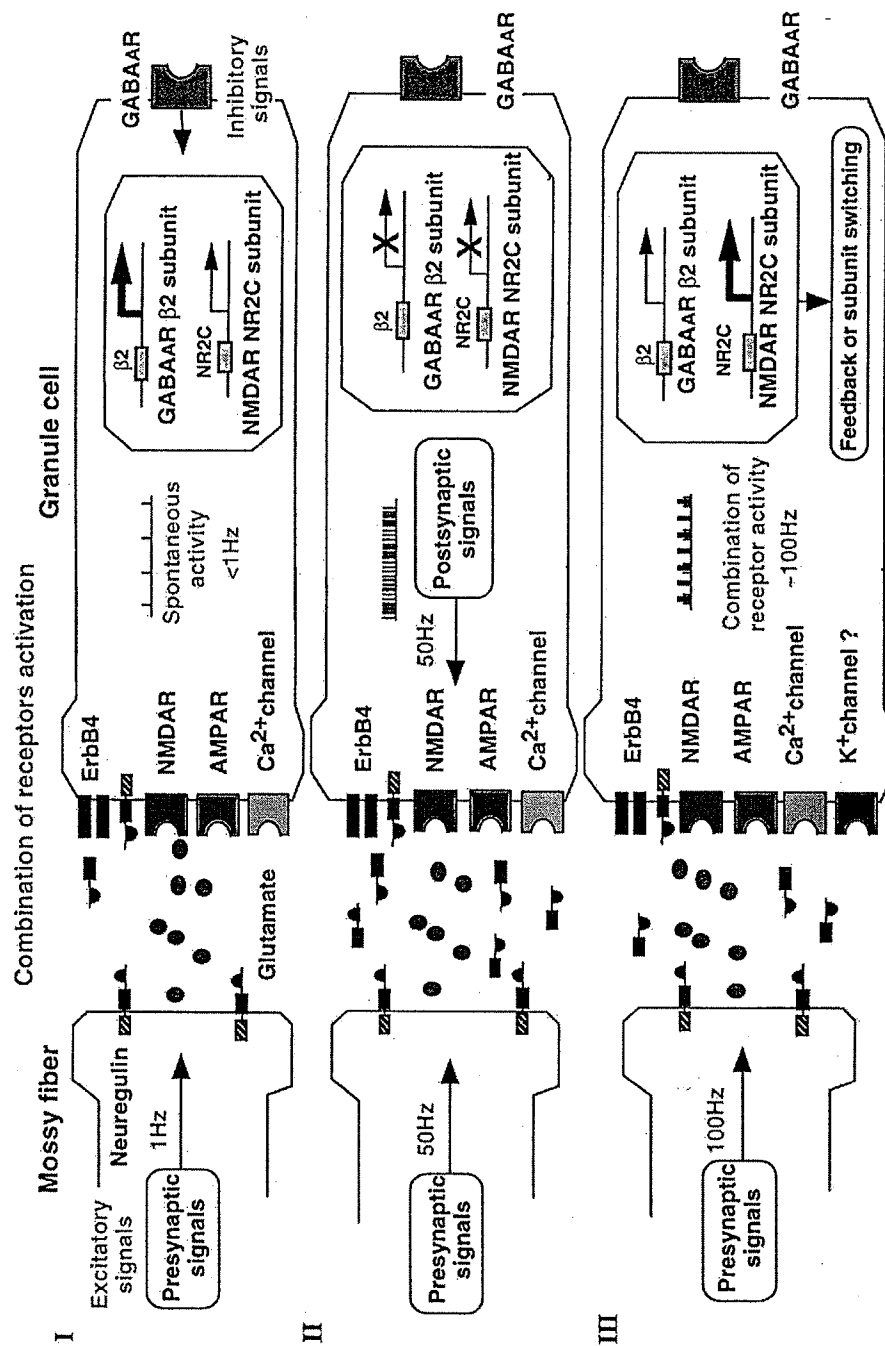 Combination of receptors activation
Mossy fiber
Granule cell
I
Excitatory
signals
Neuregulin
1Hz
Presynaptic
signals
Glutamate
ErbB4
NMDAR
AMPAR
Ca2+channel
Spontaneous
activity
<1Hz
β2
GABAAR β2 subunit
NR2C
NMDAR NR2C subunit
GABAAR
Inhibitory
signals
II
50Hz
Presynaptic
signals
ErbB4
NMDAR
AMPAR
Ca2+channel
50Hz
Postsynaptic
signals
β2
X
GABAAR β2 subunit
NR2C
X
NMDAR NR2C subunit
GABAAR
III
100Hz
Presynaptic
signals
ErbB4
NMDAR
AMPAR
Ca2+channel
K+channel ?
Combination of
receptor activity
~100Hz
β2
GABAAR β2 subunit
NR2C
NMDAR NR2C subunit
Feedback or subunit switching
GABAAR